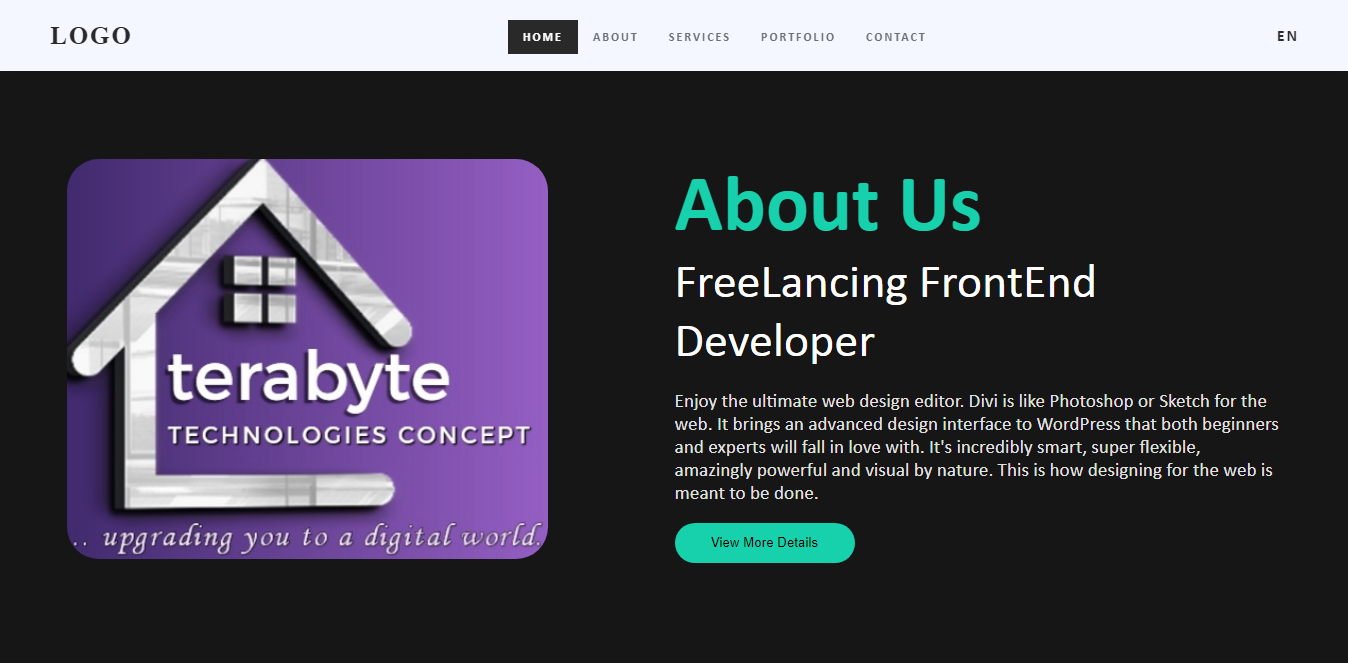 LOGO
HOME ABOUT SERVICES PORTFOLIO CONTACT
EN
terabyte
TECHNOLOGIES CONCEPT
.. upgrading you to a digital world.
About Us
FreeLancing FrontEnd
Developer
Enjoy the ultimate web design editor. Divi is like Photoshop or Sketch for the
web. It brings an advanced design interface to WordPress that both beginners
and experts will fall in love with. It's incredibly smart, super flexible,
amazingly powerful and visual by nature. This is how designing for the web is
meant to be done.
View More Details